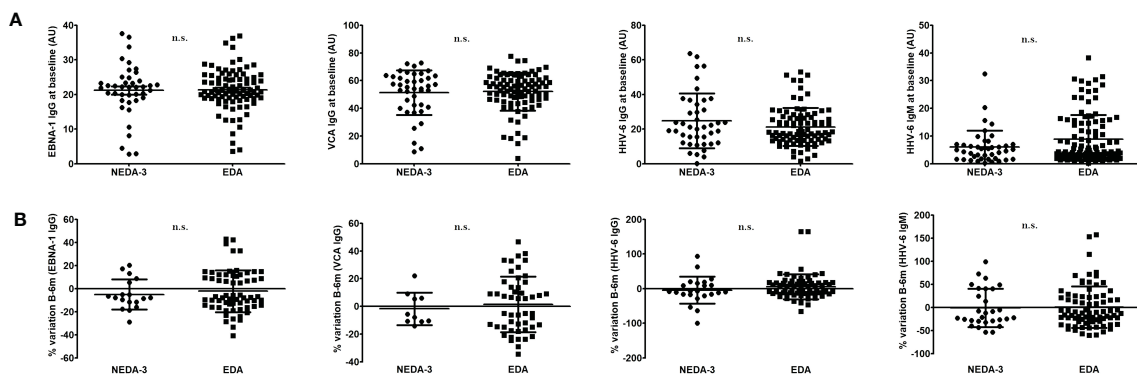 A
EBNA-1 IgG at baseline (AU)
40
30
20
10
0
n.s.
NEDA-3 EDA
VCA IgG at baseline (AU)
100
80
60
40
20
0
n.s.
NEDA-3 EDA
HHV-6 IgG at baseline (AU)
80
60
40
20
0
n.s.
NEDA-3 EDA
HHV-6 IgM at baseline (AU)
50
40
30
20
10
0
n.s.
NEDA-3 EDA
B
% variation B-6m (EBNA-1 IgG)
60
40
20
0
-20
-40
-60
n.s.
NEDA-3 EDA
% variation B-6m (VCA IgG)
60
40
20
0
-20
-40
n.s.
NEDA-3 EDA
% variation B-6m (HHV-6 IgG)
200
100
0
-100
-200
n.s.
NEDA-3 EDA
% variation B-6m (HHV-6 IgM)
200
150
100
50
0
-50
-100
n.s.
NEDA-3 EDA